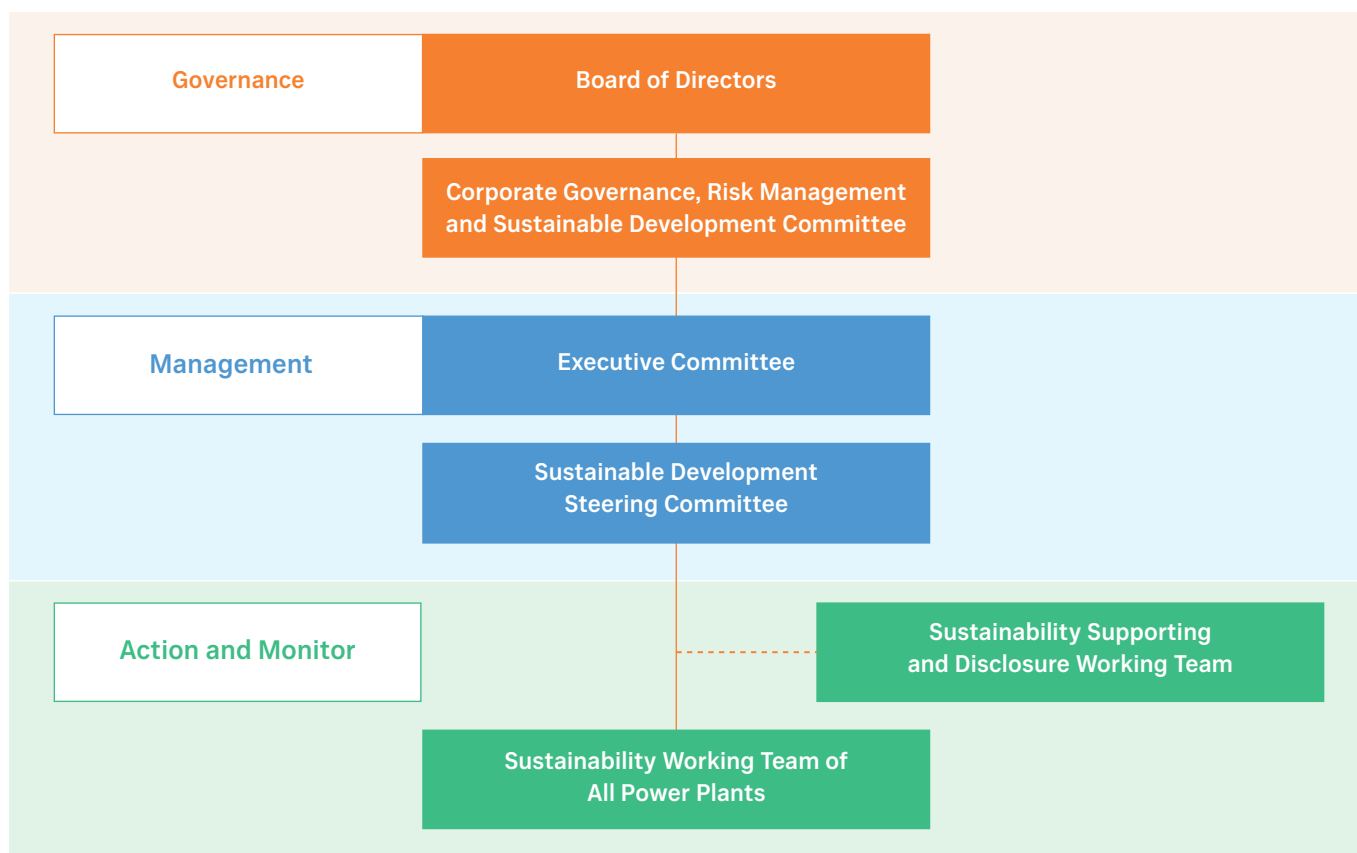 Governance
Board of Directors
Corporate Governance, Risk Management
and Sustainable Development Committee
Management
Executive Committee
Sustainable Development
Steering Committee
Action and Monitor
Sustainability Supporting
and Disclosure Working Team
Sustainability Working Team of
All Power Plants